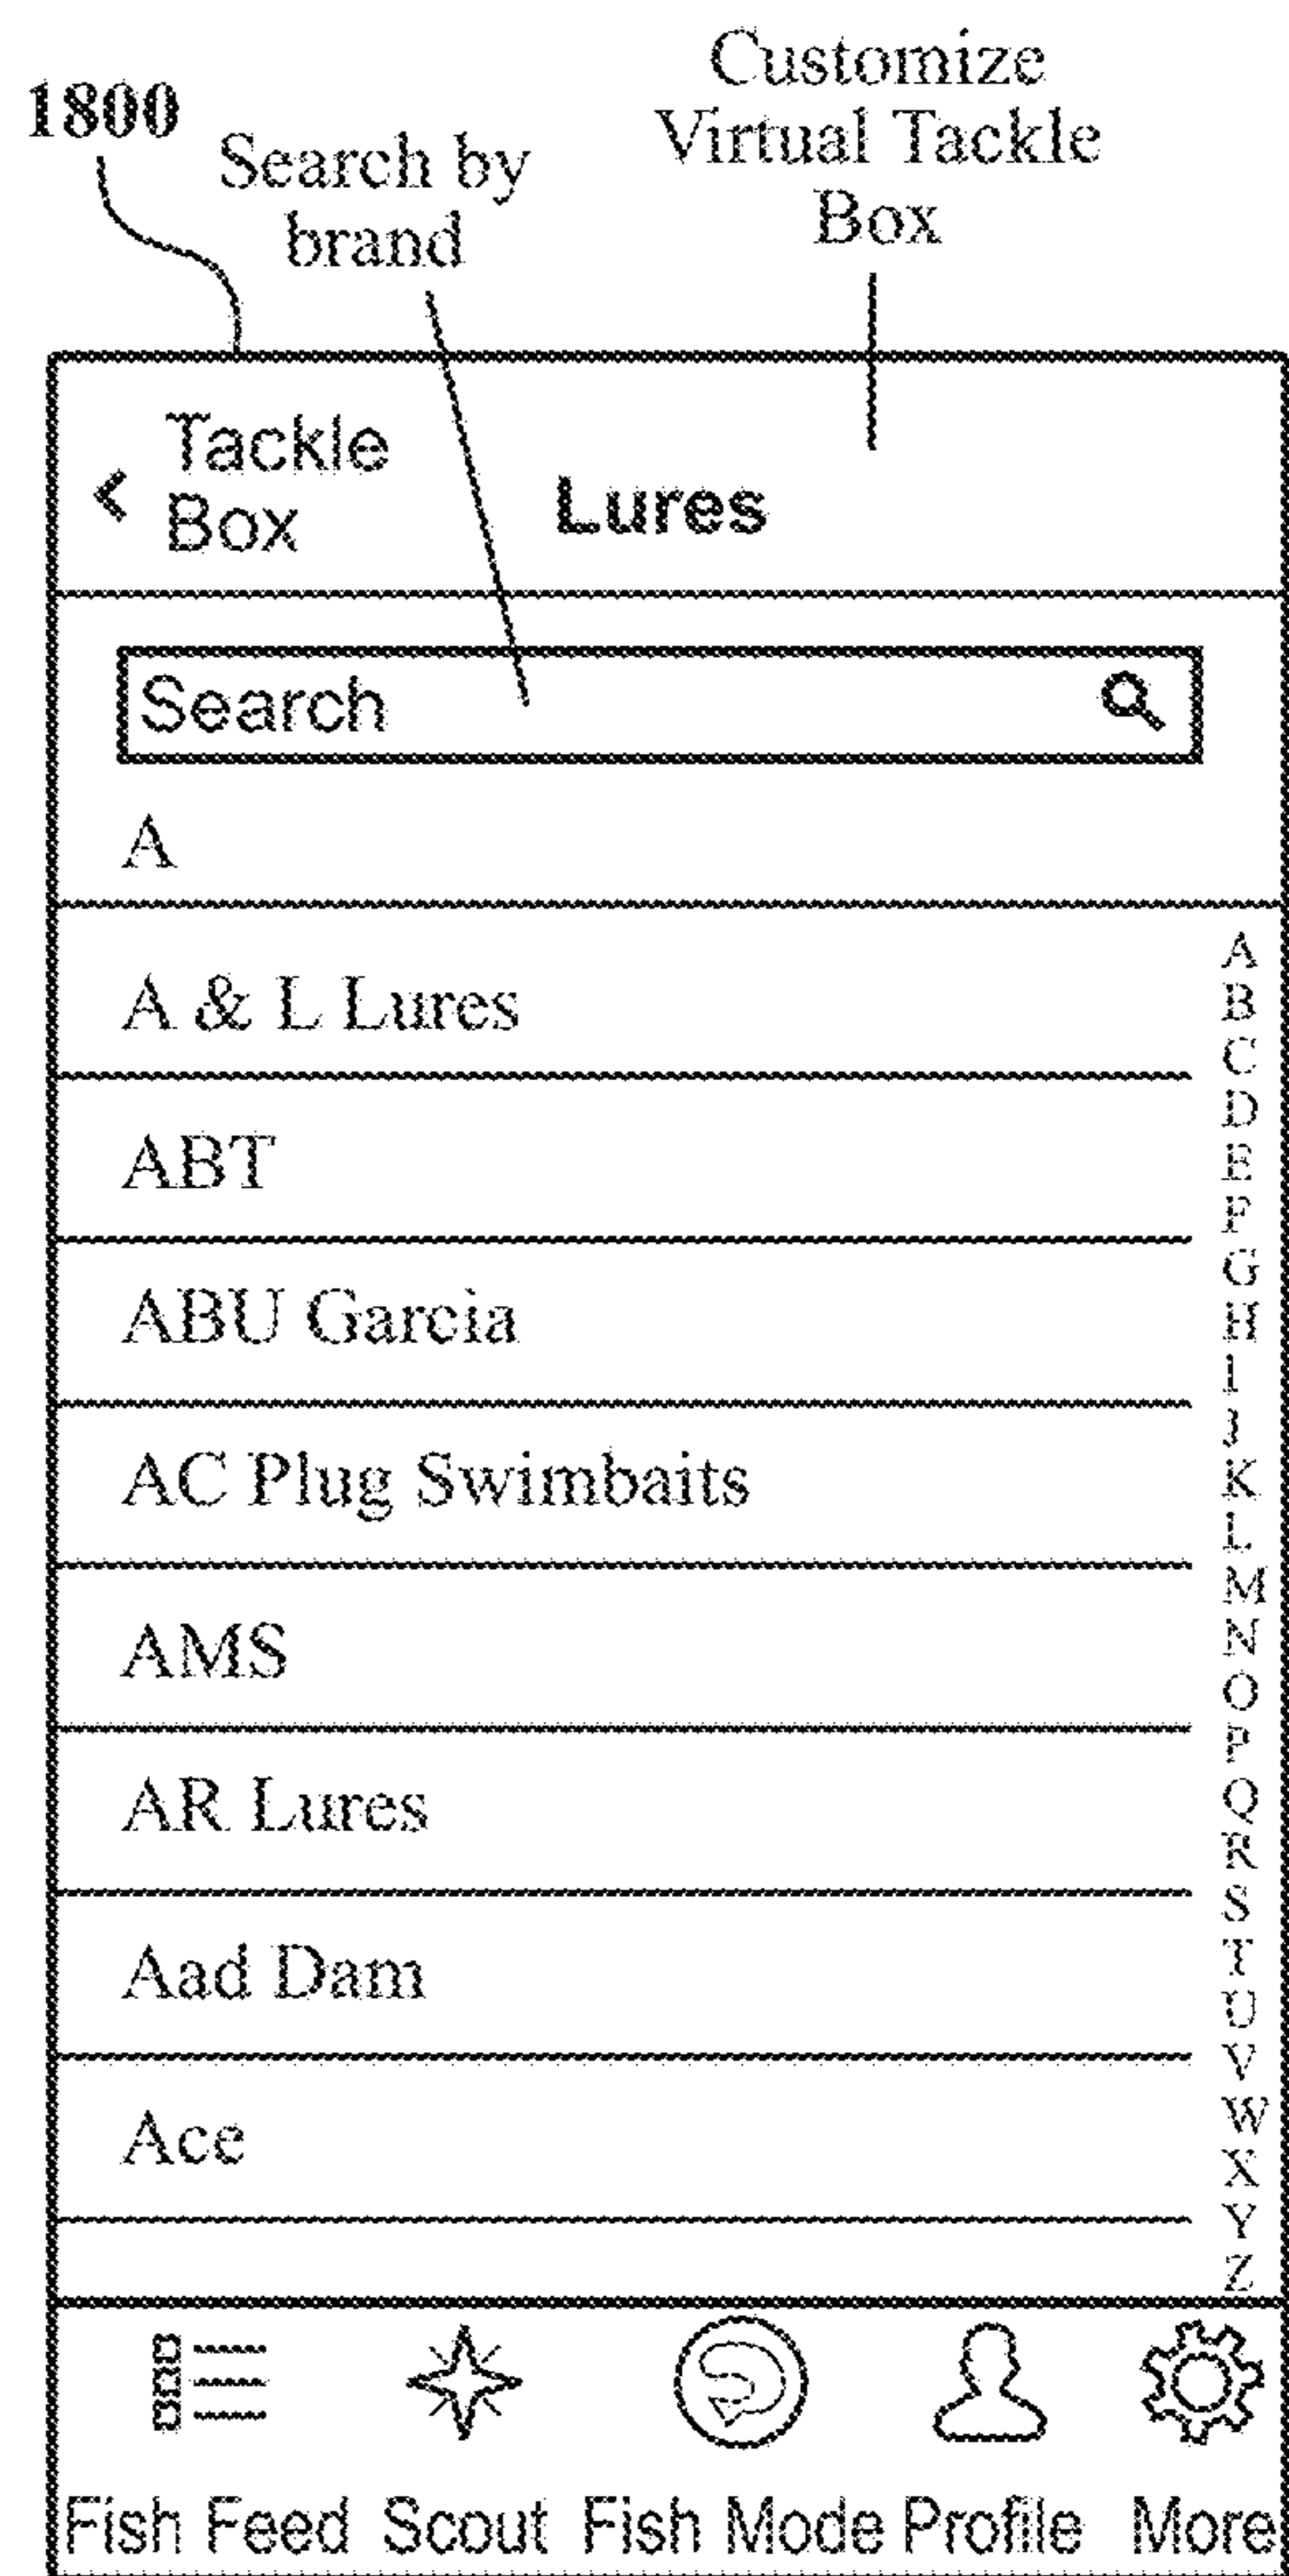 1800
Search by
brand
Customize
Virtual Tackle
Box
< Tackle
Box
Lures
Search
A
A & L Lures
ABT
ABU Garcia
AC Plug Swimbaits
AMS
AR Lures
Aad Dam
Ace
A
B
C
D
E
F
G
H
I
J
K
L
M
N
O
P
Q
R
S
T
U
V
W
X
Y
Z
Fish Feed Scout Fish Mode Profile More